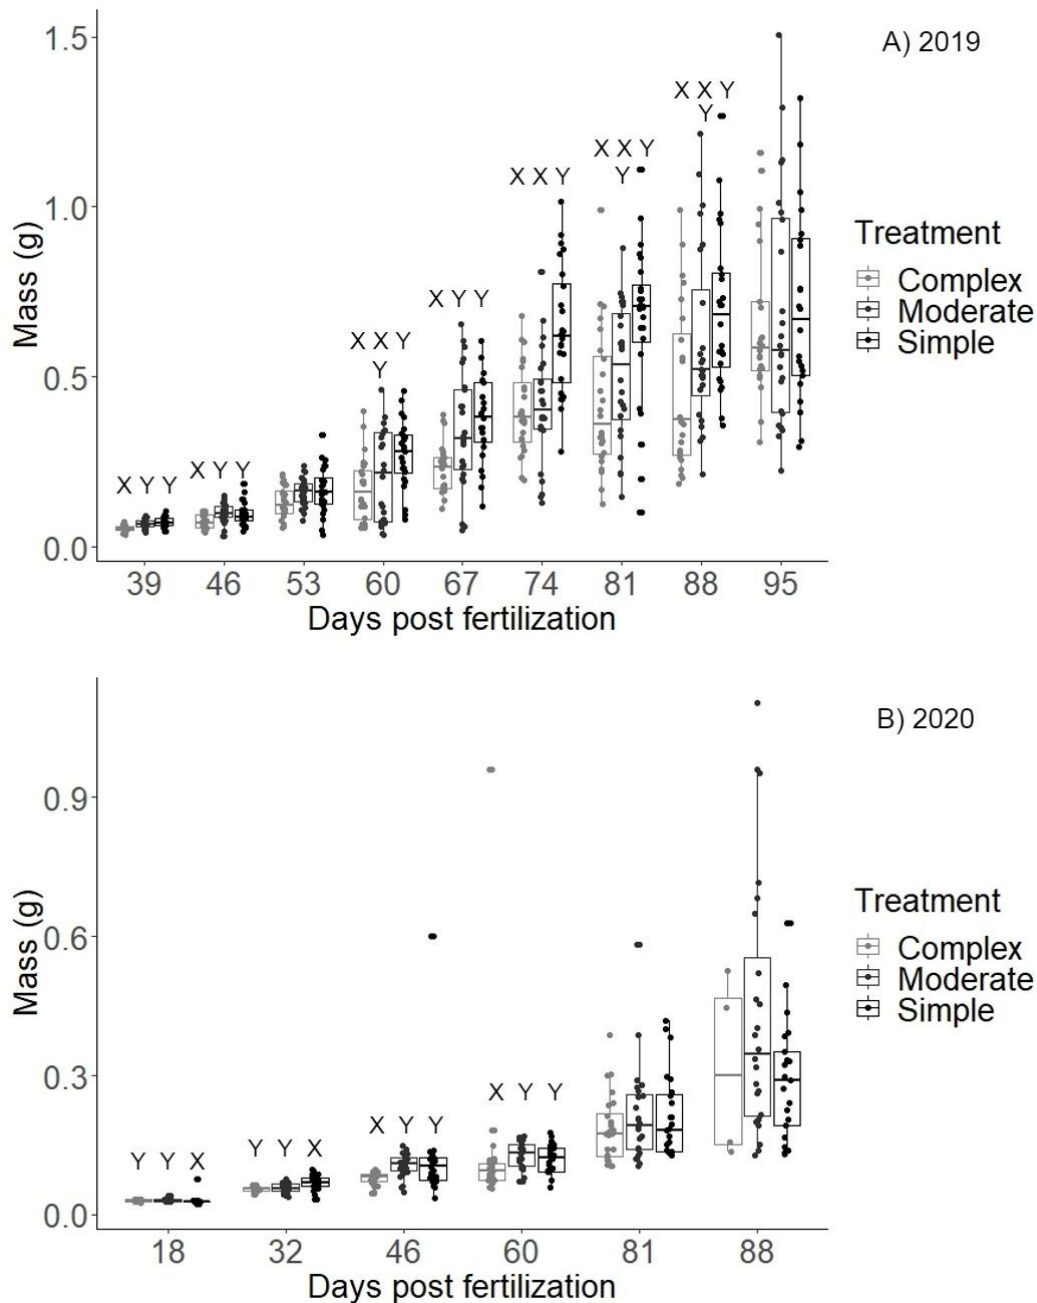 A) 2019
1.5
1.0
0.5
0.0
Mass (g)
X Y Y
X Y Y
X X Y
Y
X Y Y
X X Y
X X Y
Y
X X Y
Y
39 46 53 60 67 74 81 88 95
Days post fertilization
Treatment
Complex
Moderate
Simple
B) 2020
0.9
0.6
0.3
0.0
Mass (g)
Y Y X
Y Y X
X Y Y
X Y Y
18 32 46 60 81 88
Days post fertilization
Treatment
Complex
Moderate
Simple